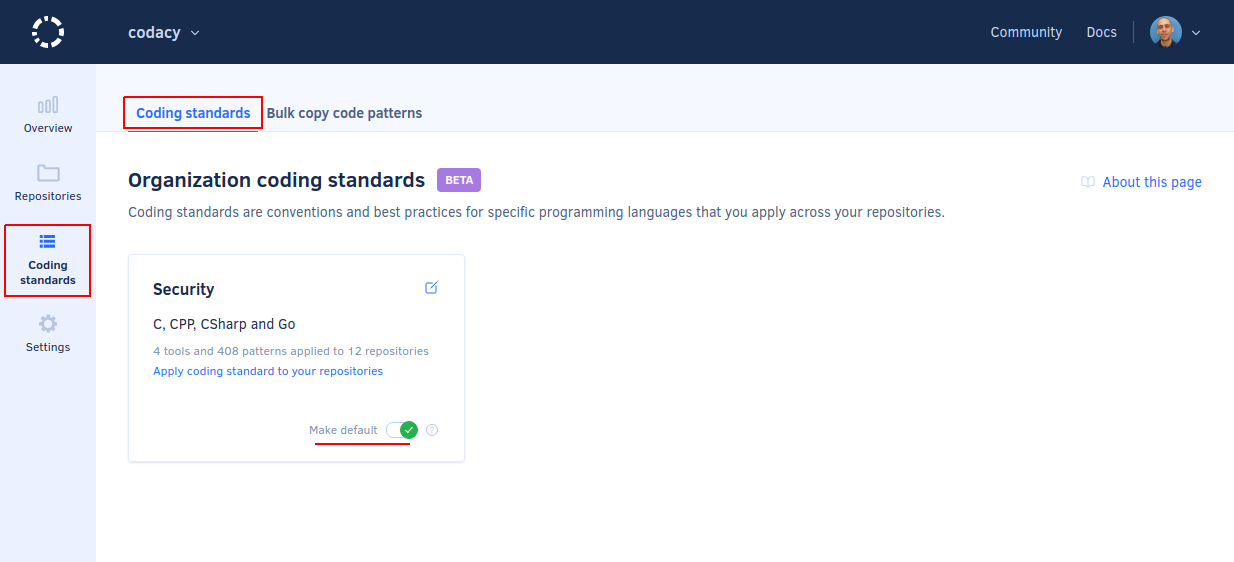 codacy
Community
Docs
Overview
Repositories
Coding
standards
Settings
Coding standards
Bulk copy code patterns
Organization coding standards
BETA
About this page
Coding standards are conventions and best practices for specific programming languages that you apply across your repositories.
Security
C, CPP, CSharp and Go
4 tools and 408 patterns applied to 12 repositories
Apply coding standard to your repositories
Make default
?